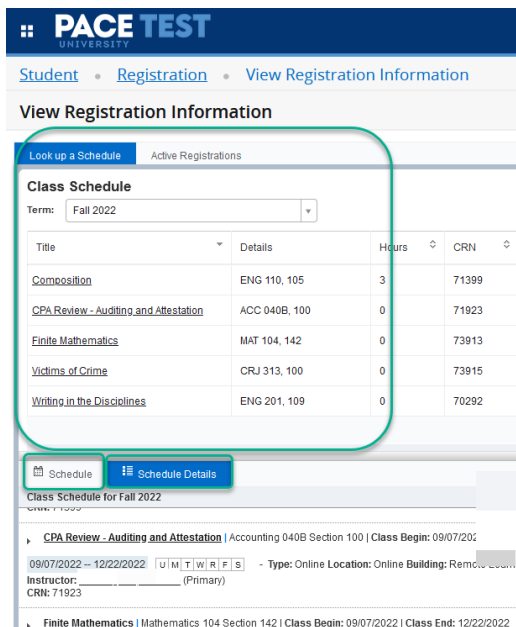 PACE TEST
UNIVERSITY
Student • Registration • View Registration Information
View Registration Information
Look up a Schedule Active Registrations
Class Schedule
Term: Fall 2022
Title Details Hours CRN
Composition ENG 110, 105 3 71399
CPA Review - Auditing and Attestation ACC 040B, 100 0 71923
Finite Mathematics MAT 104, 142 0 73913
Victims of Crime CRJ 313, 100 0 73915
Writing in the Disciplines ENG 201, 109 0 70292
Schedule Schedule Details
Class Schedule for Fall 2022
CRN: 71399
CPA Review - Auditing and Attestation | Accounting 040B Section 100 | Class Begin: 09/07/202
09/07/2022 -- 12/22/2022 U M T W R F S - Type: Online Location: Online Building: Remote
Instructor: (Primary)
CRN: 71923
Finite Mathematics | Mathematics 104 Section 142 | Class Begin: 09/07/2022 | Class End: 12/22/2022